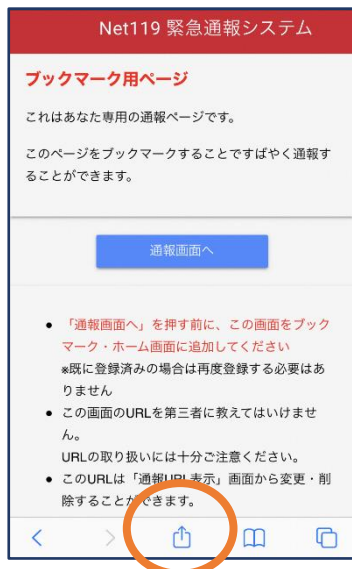 Net119 緊急通報システム
ブックマーク用ページ
これはあなた専用の通報ページです。
このページをブックマークすることですばやく通報す
ることができます。
通報画面へ
● 「通報画面へ」を押す前に、この画面をブック
マーク・ホーム画面に追加してください
※既に登録済みの場合は再度登録する必要はあ
りません
● この画面のURLを第三者に教えてはいけませ
ん。
URLの取り扱いには十分ご注意ください。
● このURLは「通報URL表示」画面から変更・削
除することができます。